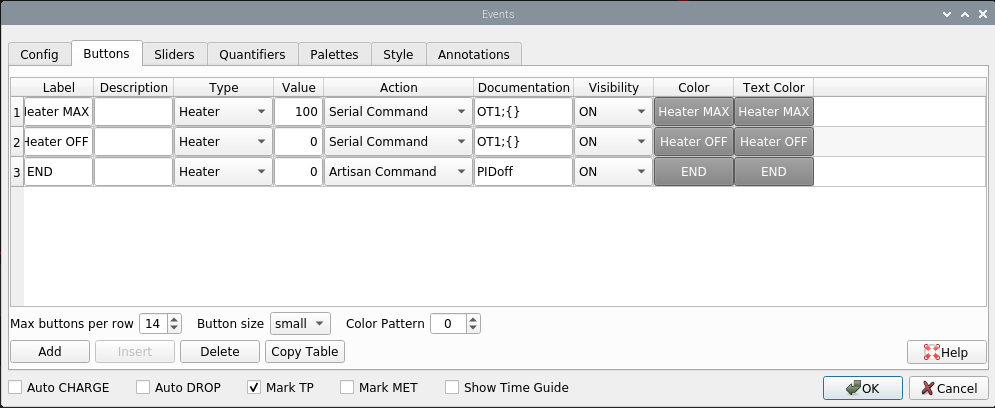 Events
Config Buttons Sliders Quantifiers Palettes Style Annotations
Label Description Type Value Action Documentation Visibility Color Text Color
1 Heater MAX Heater 100 Serial Command OT1;{} ON Heater MAX Heater MAX
2 Heater OFF Heater 0 Serial Command OT1;{} ON Heater OFF Heater OFF
3 END Heater 0 Artisan Command PIDoff ON END END
Max buttons per row 14 Button size small Color Pattern 0
Add Insert Delete Copy Table Help
Auto CHARGE Auto DROP Mark TP Mark MET Show Time Guide OK Cancel